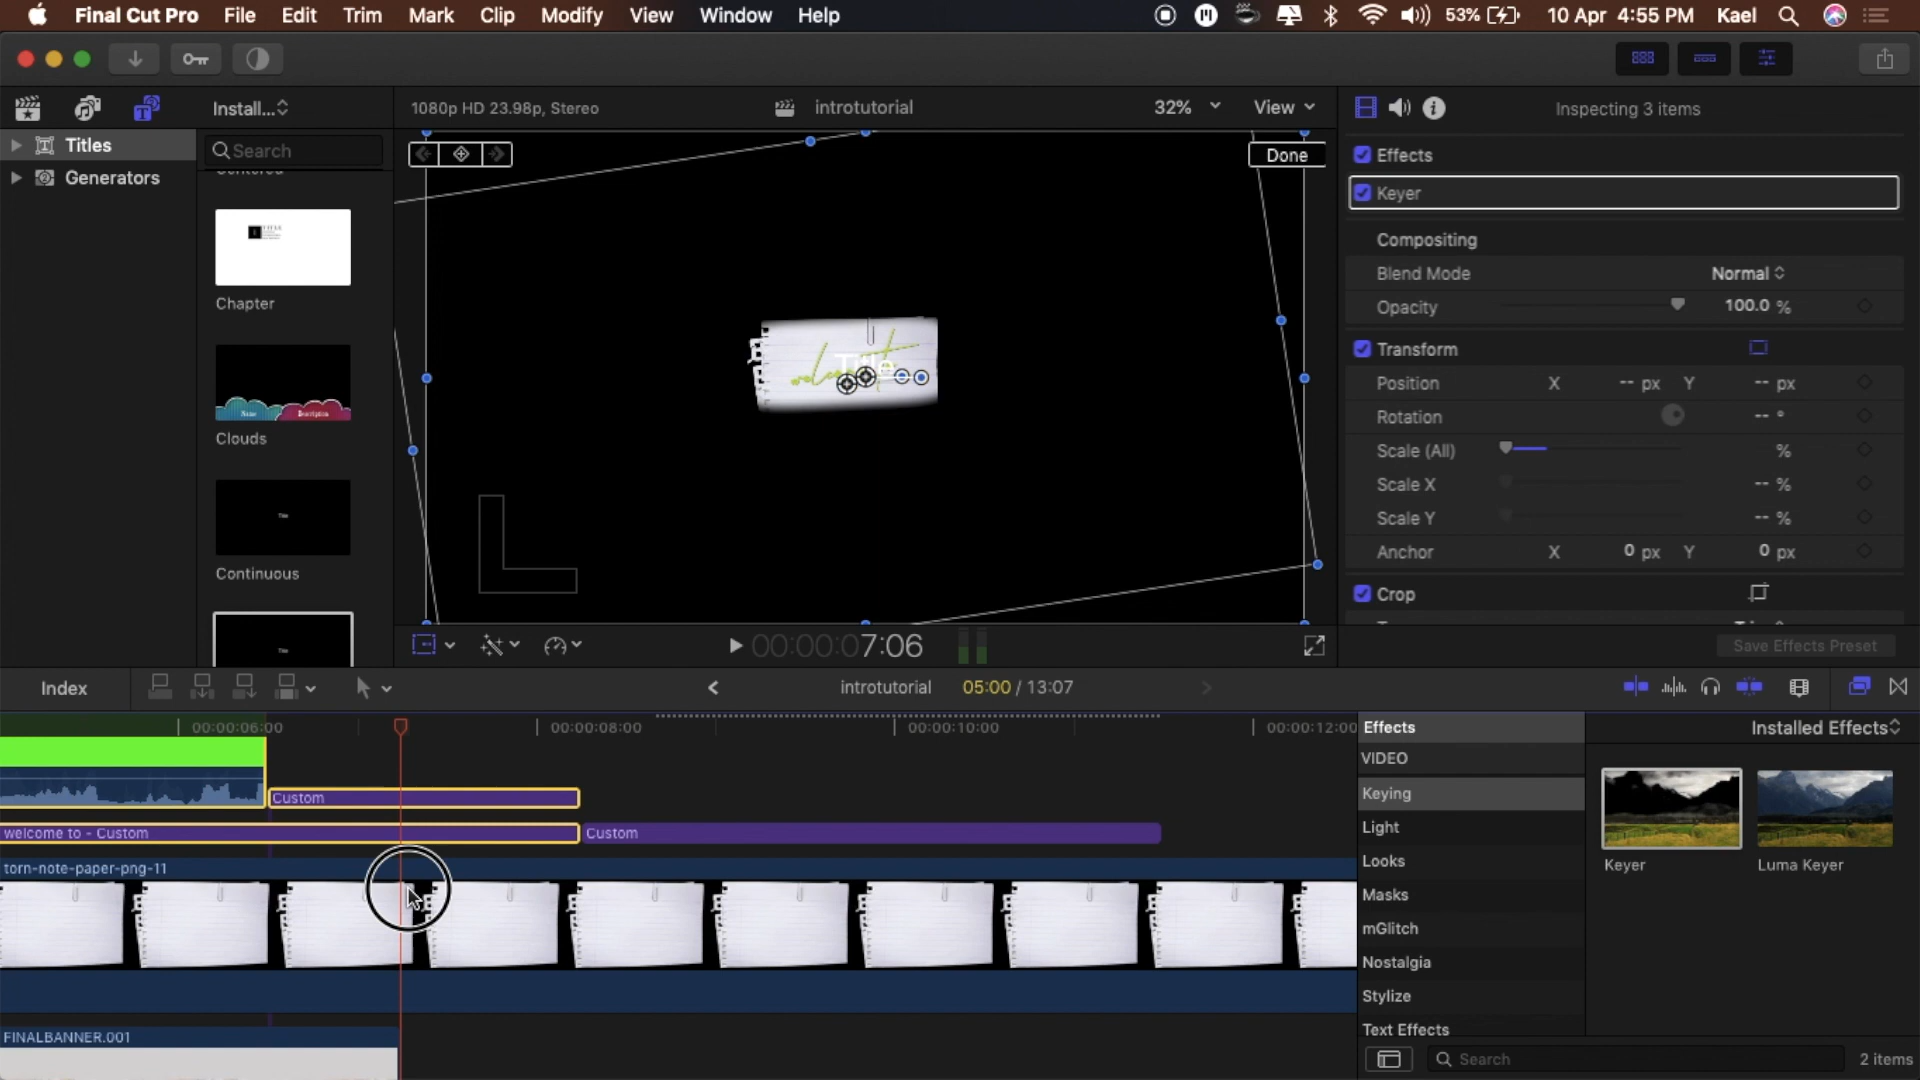 Final Cut Pro File Edit Trim Mark Clip Modify View Window Help 53% 10 Apr 4:55 PM Kael
Install...
1080p HD 23.98p, Stereo
introtutorial
32%
View
Inspecting 3 items
Titles
Generators
Search
Centered
Chapter
Clouds
Continuous
Done
Title
Effects
Keyer
Compositing
Blend Mode Normal
Opacity 100.0 %
Transform
Position X -- px Y -- px
Rotation -- °
Scale (All) %
Scale X -- %
Scale Y -- %
Anchor X 0 px Y 0 px
Crop
Save Effects Preset
00:00:07:06
Index
introtutorial 05:00 / 13:07
00:00:06:00 00:00:08:00 00:00:10:00 00:00:12:00
Custom
welcome to - Custom
Custom
torn-note-paper-png-11
FINALBANNER.001
Effects
Installed Effects
VIDEO
Keying
Light
Looks
Masks
mGlitch
Nostalgia
Stylize
Text Effects
Keyer
Luma Keyer
Search
2 items